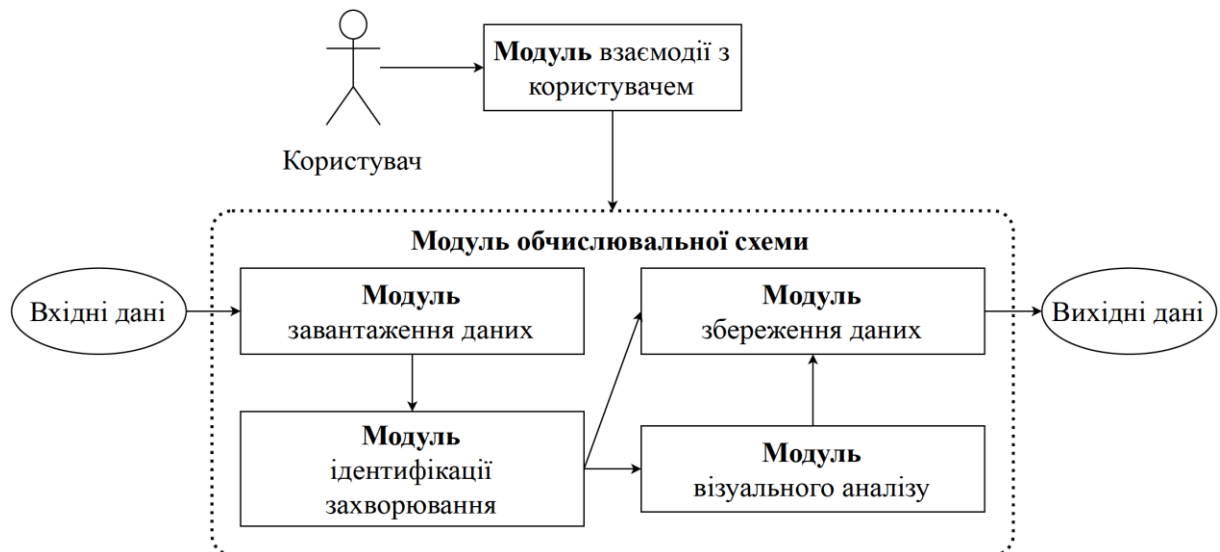 Модуль взаємодії з
користувачем
Користувач
Модуль обчислювальної схеми
Вхідні дані
Модуль
завантаження даних
Модуль
збереження даних
Вихідні дані
Модуль
ідентифікації
захворювання
Модуль
візуального аналізу